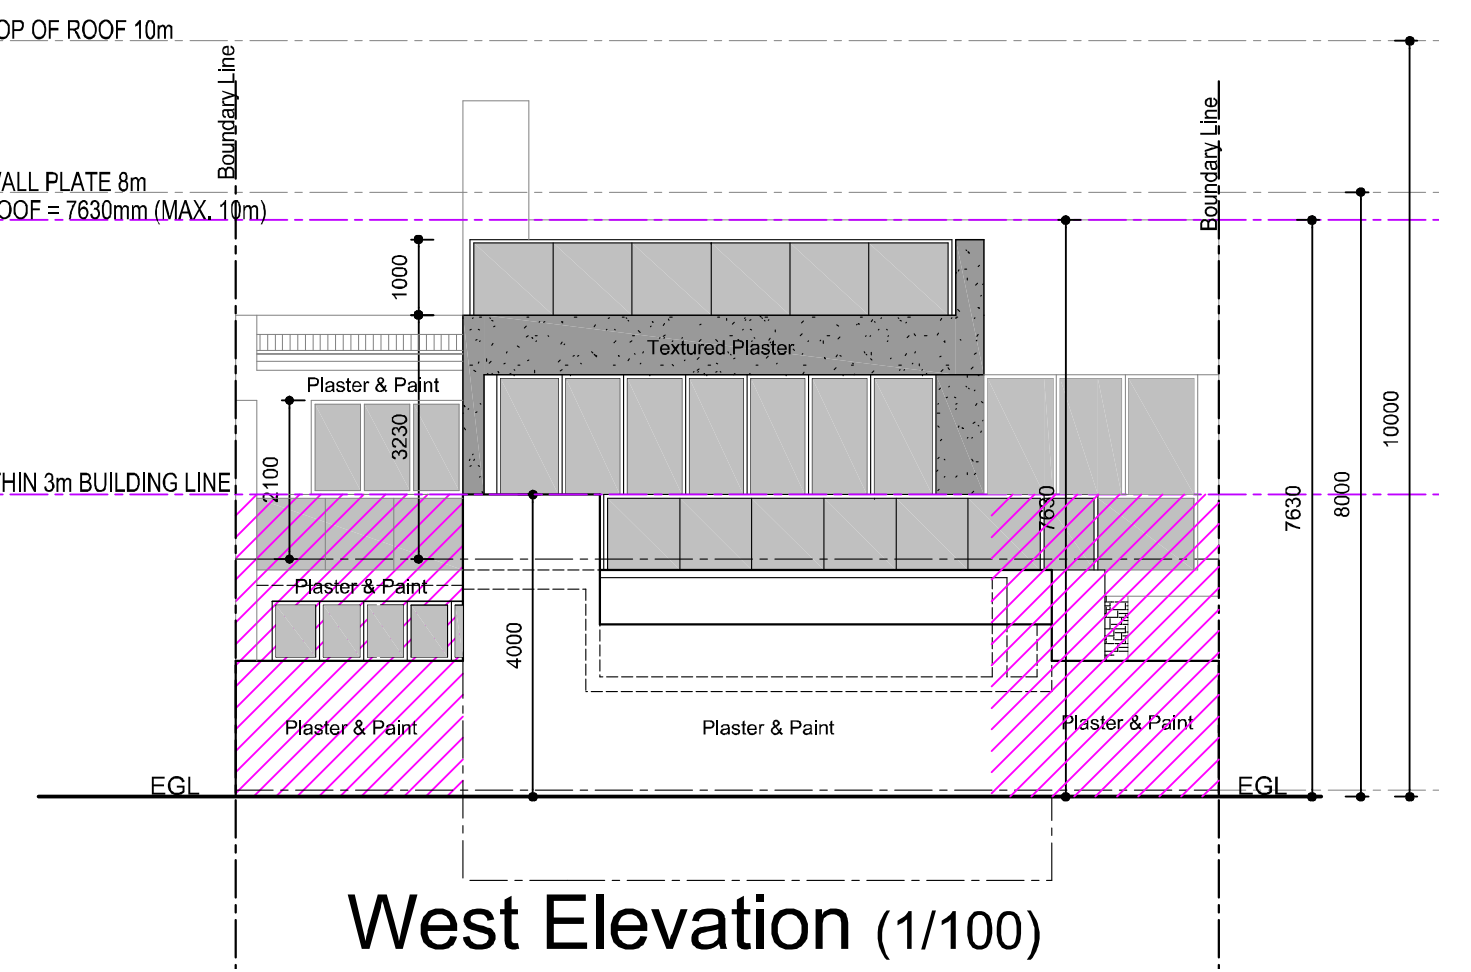 OP OF ROOF 10m
Boundary Line
Boundary Line
ALL PLATE 8m
OOF = 7630mm (MAX. 10m)
1000
Textured Plaster
Plaster & Paint
3230
10000
2100
THIN 3m BUILDING LINE
7630
7630
8000
Plaster & Paint
4000
Plaster & Paint
Plaster & Paint
Plaster & Paint
EGL
EGL
West Elevation (1/100)